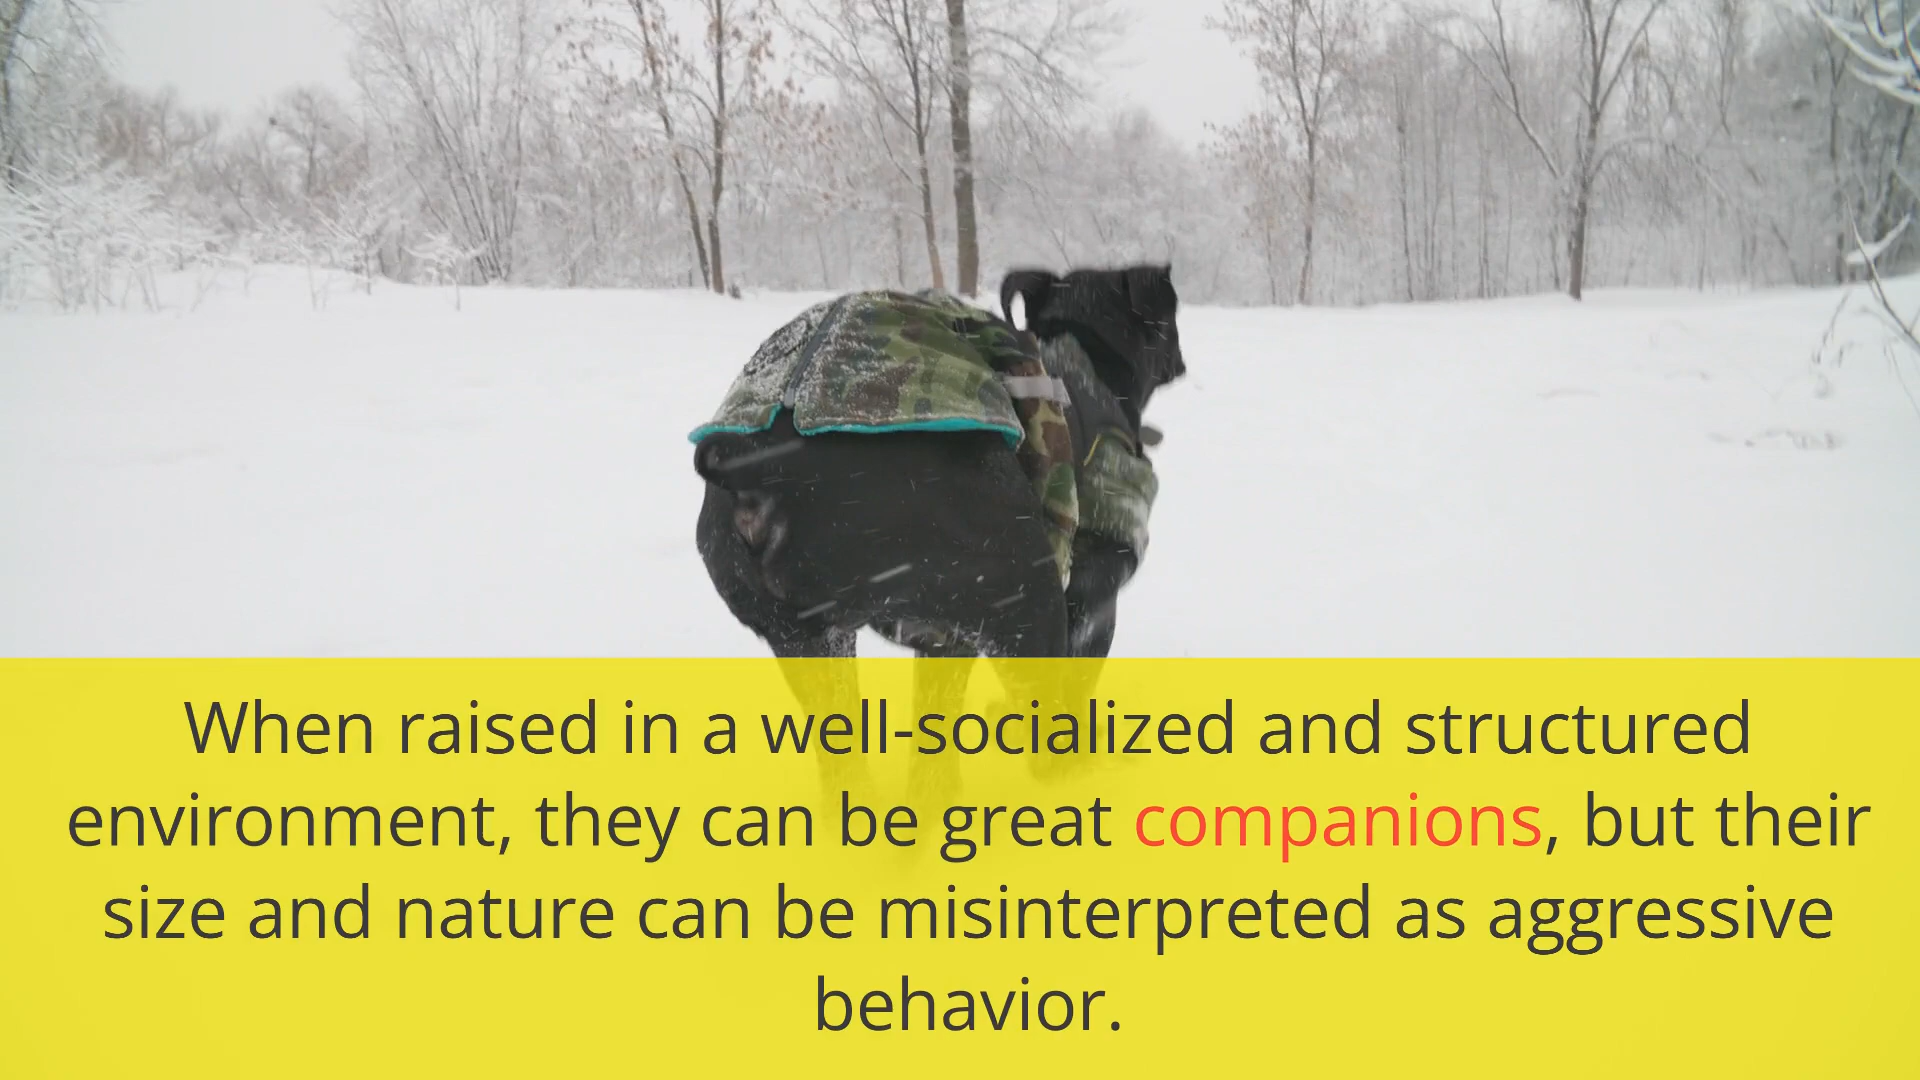 When raised in a well-socialized and structured
environment, they can be great companions, but their
size and nature can be misinterpreted as aggressive
behavior.